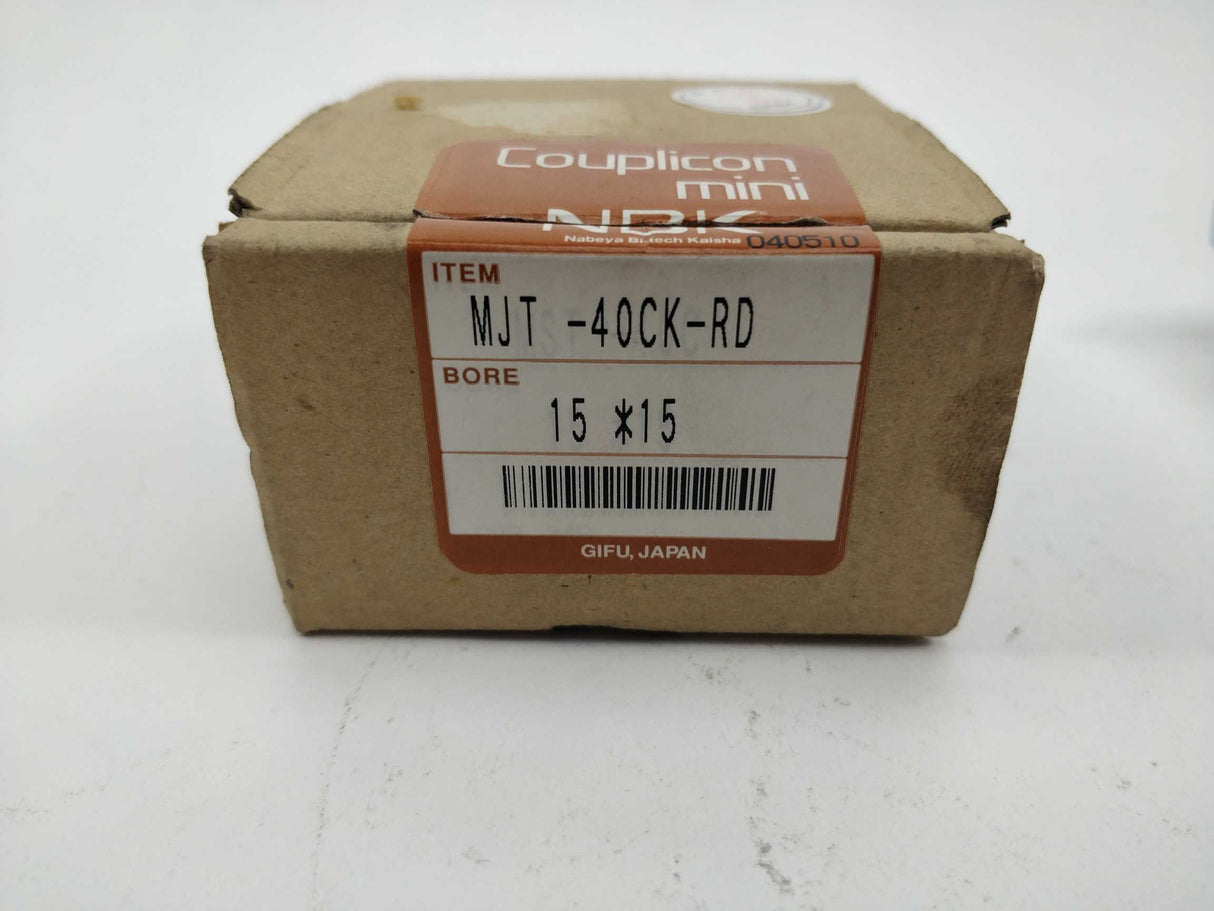 Couplicon
mini
NBK
Nabeya Bi-tech Kaisha 040510
ITEM
MJT -40CK-RD
BORE
15 *15
GIFU, JAPAN